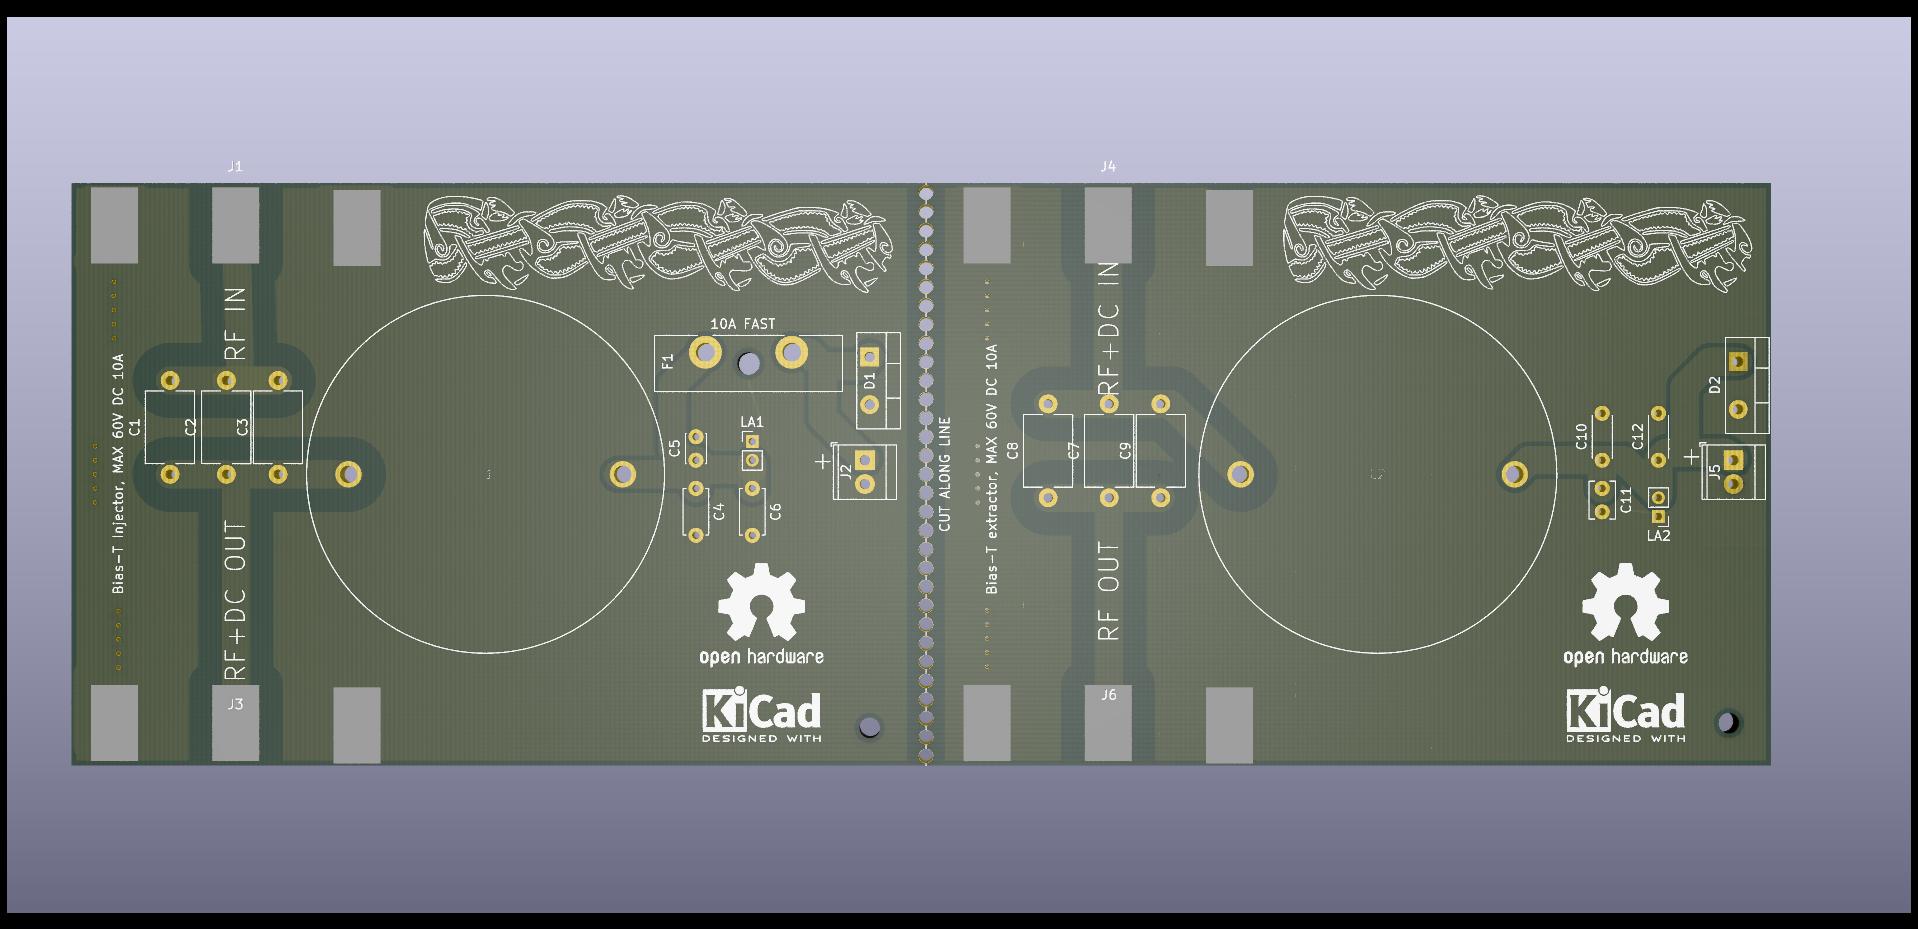 J1
RF IN
Bias-T Injector, MAX 60V DC 10A
C1
C2
C3
RF+DC OUT
J3
10A FAST
F1
D1
LA1
C5
+
J2
C4
C6
open hardware
KiCad
DESIGNED WITH
CUT ALONG LINE
J4
RF+DC IN
Bias-T extractor, MAX 60V DC 10A
C8
C7
C9
RF OUT
J6
D2
C10
C12
+
J5
C11
LA2
open hardware
KiCad
DESIGNED WITH